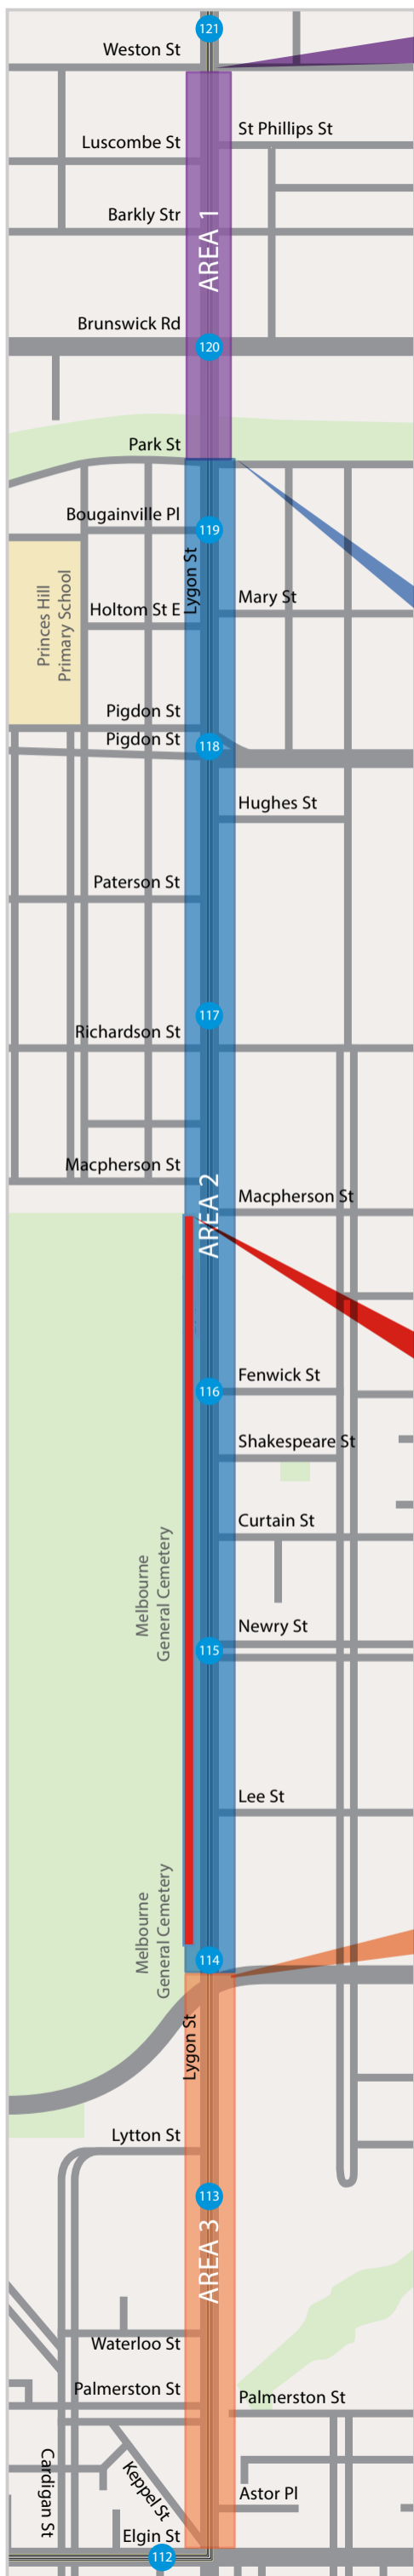 121
Weston St
St Phillips St
Luscombe St
Barkly Str
AREA 1
Brunswick Rd
120
Park St
Bougainville Pl
119
Lygon St
Princes Hill
Primary School
Mary St
Holtom St E
Pigdon St
Pigdon St
118
Hughes St
Paterson St
117
Richardson St
Macpherson St
Macpherson St
AREA 2
Fenwick St
116
Shakespeare St
Curtain St
Melbourne
General Cemetery
Newry St
115
Lee St
Melbourne
General Cemetery
114
Lygon St
Lytton St
113
AREA 3
Waterloo St
Palmerston St
Palmerston St
Cardigan St
Keppel St
Astor Pl
Elgin St
112